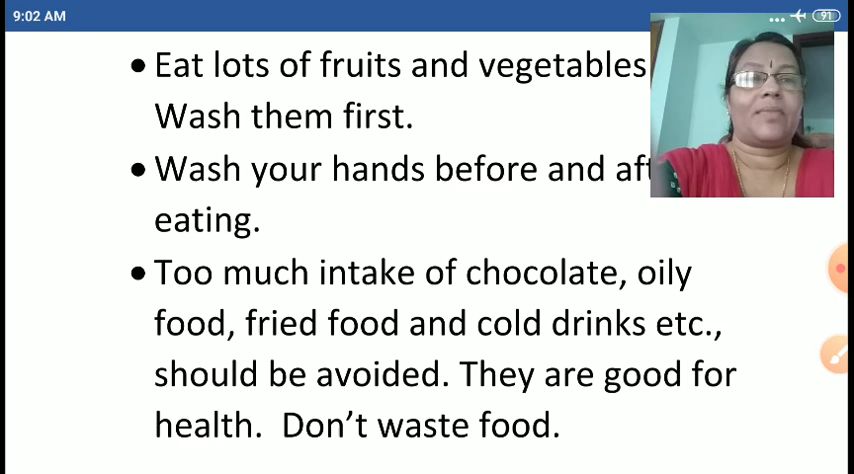 9:02 AM
91
• Eat lots of fruits and vegetables
Wash them first.
• Wash your hands before and
eating.
• Too much intake of chocolate, oily
food, fried food and cold drinks etc.,
should be avoided. They are good for
health. Don’t waste food.